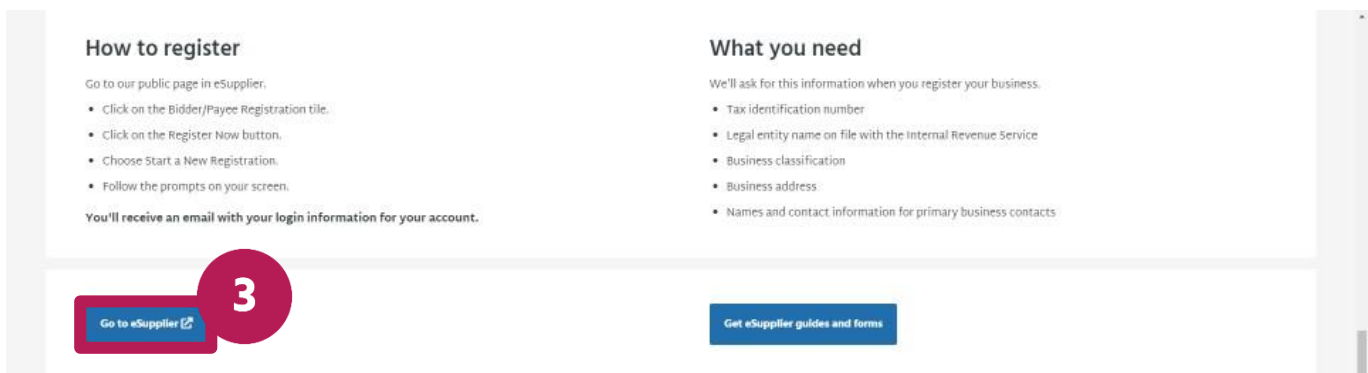 How to register
Go to our public page in eSupplier.
• Click on the Bidder/Payee Registration tile.
• Click on the Register Now button.
• Choose Start a New Registration.
• Follow the prompts on your screen.
You'll receive an email with your login information for your account.
What you need
We'll ask for this information when you register your business.
• Tax identification number
• Legal entity name on file with the Internal Revenue Service
• Business classification
• Business address
• Names and contact information for primary business contacts
3
Go to eSupplier
Get eSupplier guides and forms